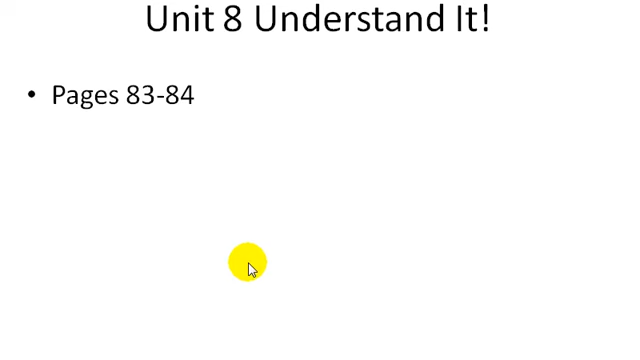 Unit 8 Understand It!
• Pages 83-84